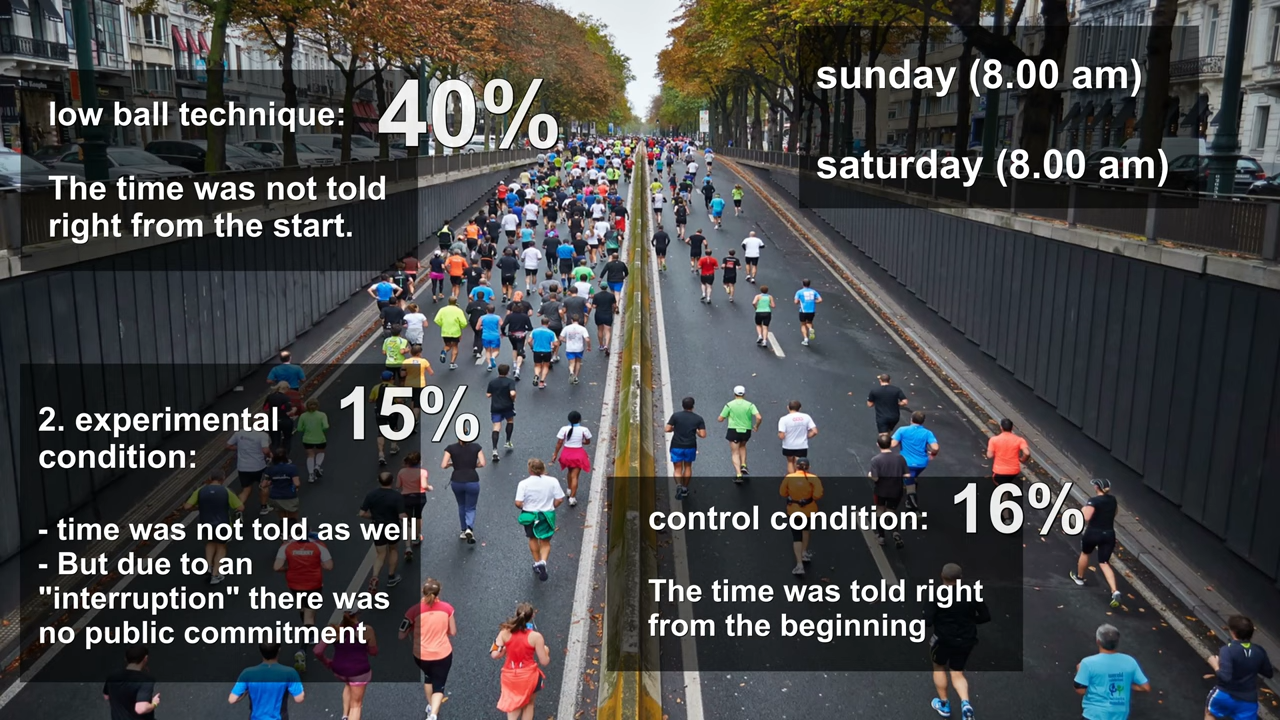 low ball technique: 40%
The time was not told
right from the start.
sunday (8.00 am)
saturday (8.00 am)
2. experimental 15%
condition:
- time was not told as well
- But due to an
"interruption" there was
no public commitment
control condition: 16%
The time was told right
from the beginning